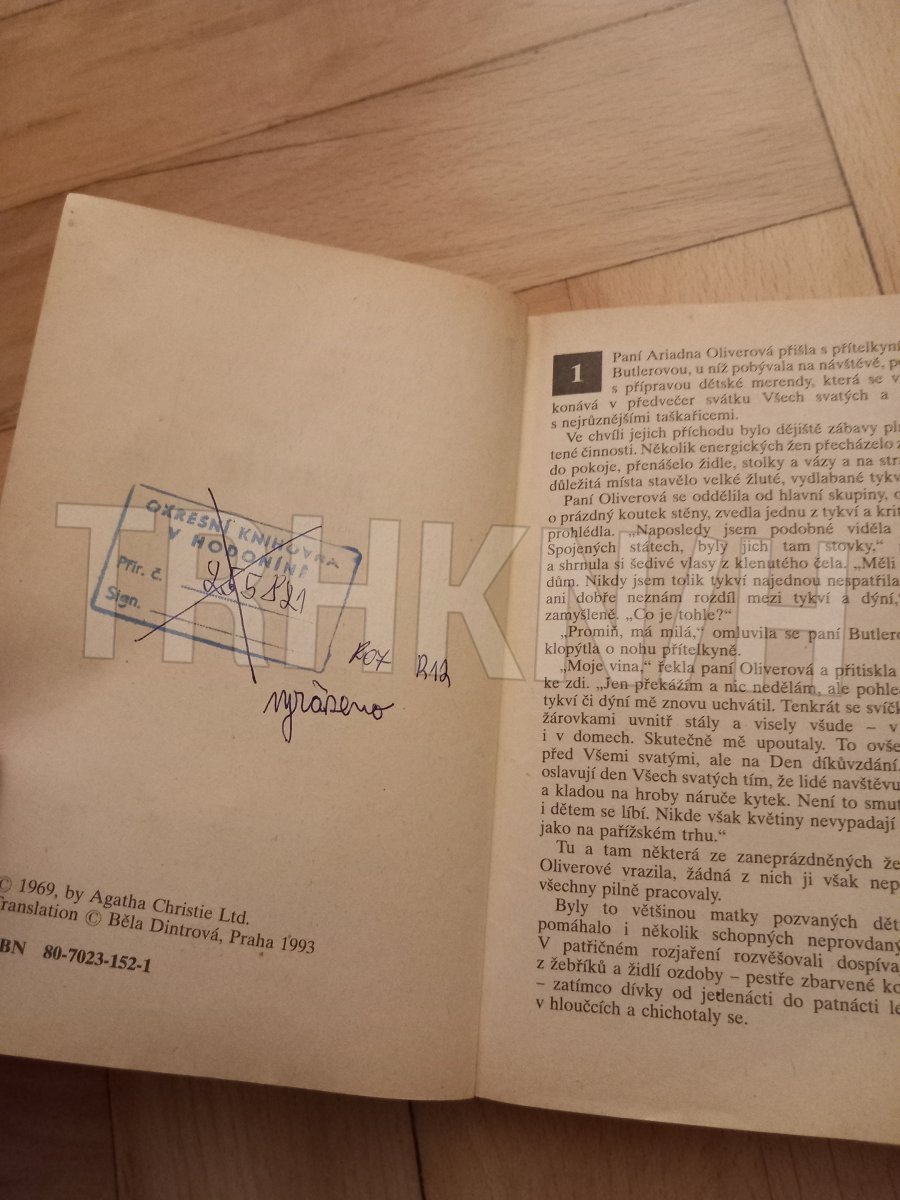 OKRESNÍ KNIHOVNA
V HODONÍNĚ
Přír. č.
Sign.
R07 R12
vyřazeno
© 1969, by Agatha Christie Ltd.
Translation © Běla Dintrová, Praha 1993
BN 80-7023-152-1
1
Paní Ariadna Oliverová přišla s přítelkyní
Butlerovou, u níž pobývala na návštěvě,
s přípravou dětské merendy, která se
konává v předvečer svátku Všech svatých a
s nejrůznějšími taškařicemi.
Ve chvíli jejich příchodu bylo dějiště zábavy
tené činnosti. Několik energických žen přecházelo
do pokoje, přenášelo židle, stolky a vázy a na
důležitá místa stavělo velké žluté, vydlabané
Paní Oliverová se oddělila od hlavní skupiny,
o prázdný koutek stěny, zvedla jednu z tykví a
prohlédla. „Naposledy jsem podobné viděla
Spojených státech, byly jich tam stovky.“
a shrnula si šedivé vlasy z klenutého čela. „Měli
dům. Nikdy jsem tolik tykví najednou nespatřila
ani dobře neznám rozdíl mezi tykví a dýní,“
zamyšleně. „Co je tohle?“
„Promiň, má milá,“ omluvila se paní
klopýtla o nohu přítelkyně.
„Moje vina,“ řekla paní Oliverová a přitiskla
ke zdi. „Jen překážím a nic nedělám, ale
tykví či dýní mě znovu uchvátil. Tenkrát se
žárovkami uvnitř stály a visely všude – v
i v domech. Skutečně mě upoutaly. To
před Všemi svatými, ale na Den díkůvzdání.
oslavují den Všech svatých tím, že lidé
a kladou na hroby náruče kytek. Není to
i dětem se líbí. Nikde však květiny nevypadají
jako na pařížském trhu.“
Tu a tam některá ze zaneprázdněných
Oliverové vrazila, žádná z nich ji však
všechny pilně pracovaly.
Byly to většinou matky pozvaných
pomáhalo i několik schopných
V patřičném rozjaření rozvěšovali
z žebříků a židlí ozdoby – pestře zbarvené
– zatímco dívky od jedenácti do patnácti
v hloučcích a chichotaly se.
TRHKNIH